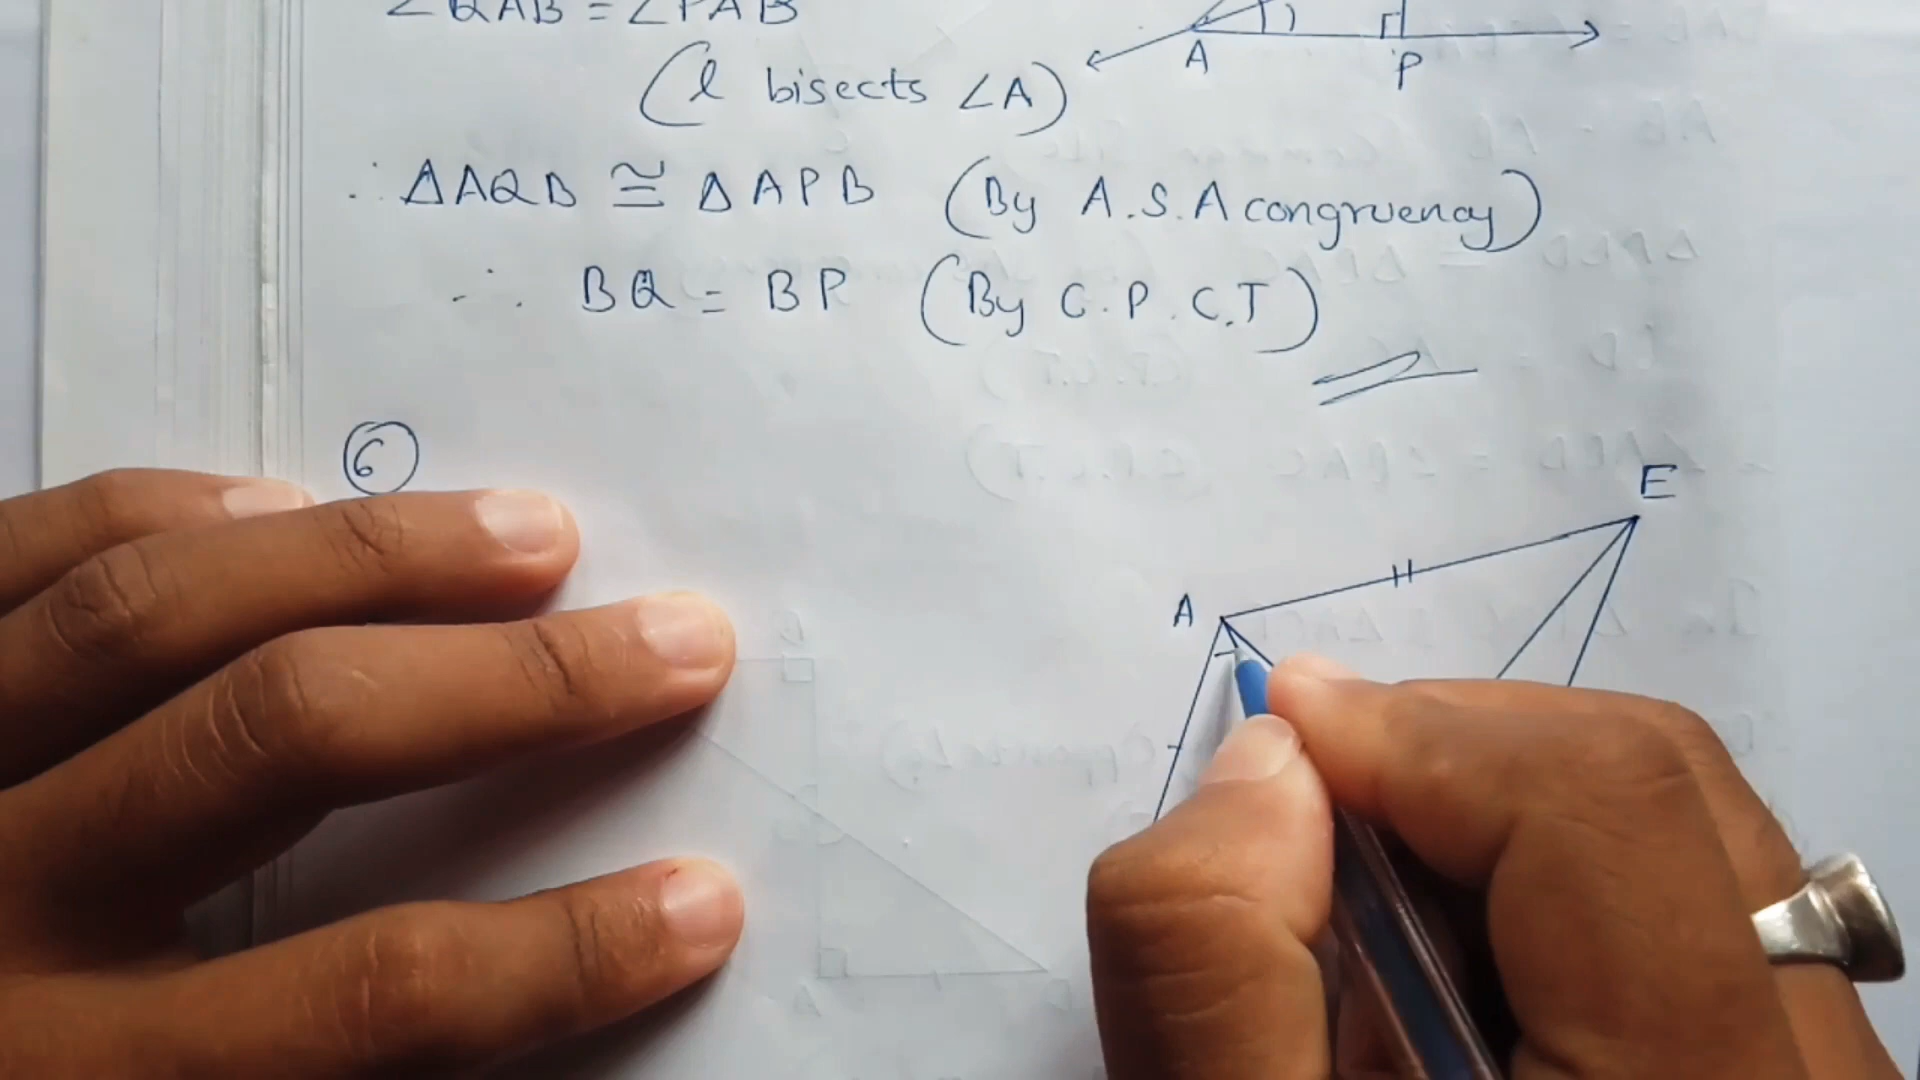 ∠QAB = ∠PAB
(l bisects ∠A)
A P
∴ ΔAQB ≅ ΔAPB (By A.S.A congruency)
∴ BQ = BP (By C.P.C.T)
6
E
A